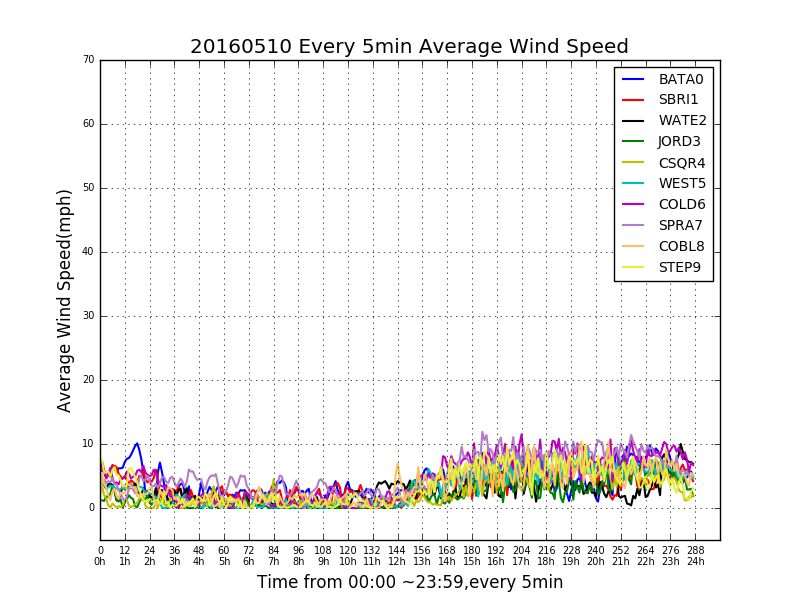 20160510 Every 5min Average Wind Speed
70
60
50
40
30
20
10
0
Average Wind Speed(mph)
BATA0
SBRI1
WATE2
JORD3
CSQR4
WEST5
COLD6
SPRA7
COBL8
STEP9
0 12 24 36 48 60 72 84 96 108 120 132 144 156 168 180 192 204 216 228 240 252 264 276 288
0h 1h 2h 3h 4h 5h 6h 7h 8h 9h 10h 11h 12h 13h 14h 15h 16h 17h 18h 19h 20h 21h 22h 23h 24h
Time from 00:00 ~23:59,every 5min